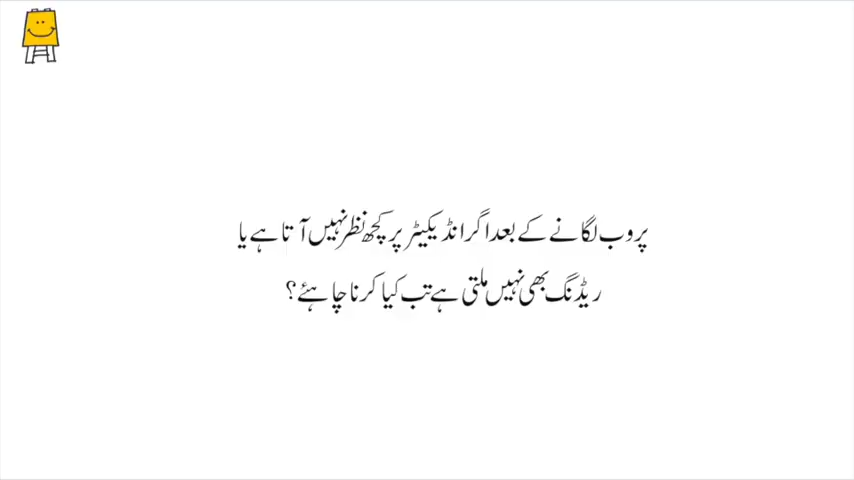 پروب لگانے کے بعد اگر انڈیکیٹر پر کچھ نظر نہیں آتا ہے یا
ریڈنگ بھی نہیں ملتی ہے تب کیا کرنا چاہئے؟